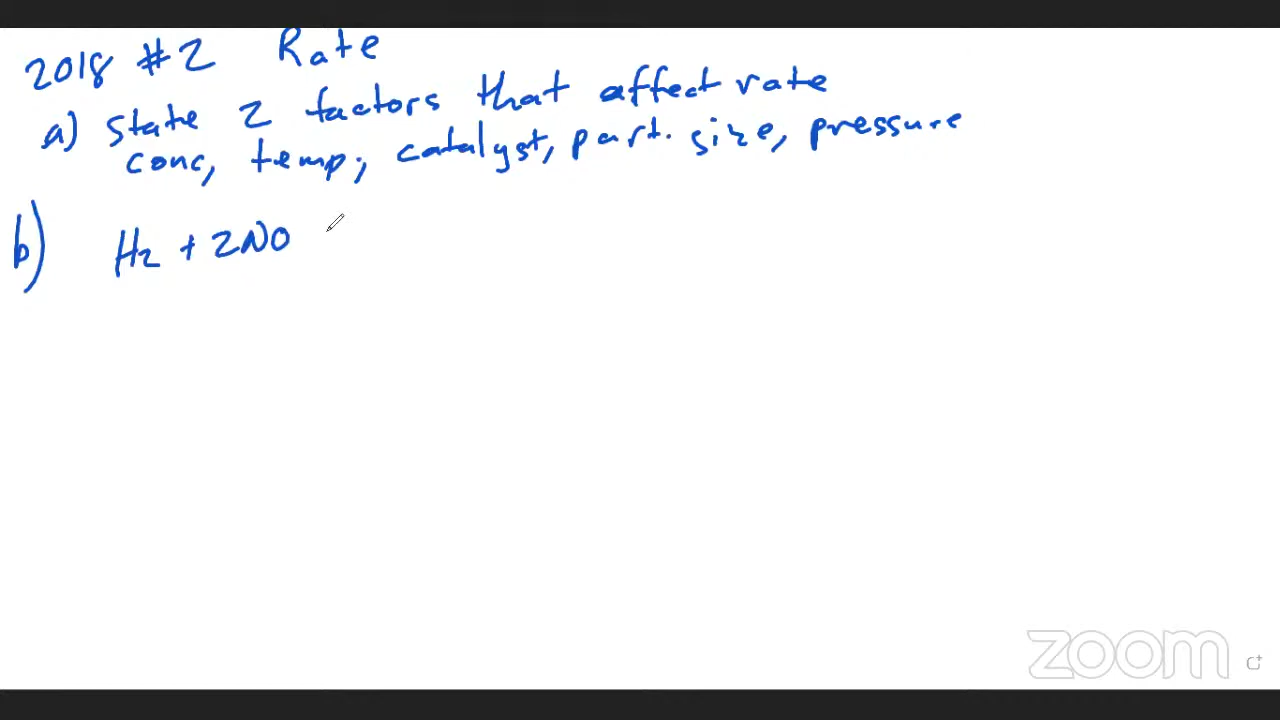 2018 #2 Rate
a) state 2 factors that affect rate
conc, temp, catalyst, part. size, pressure
b) H2 + 2NO
zoom